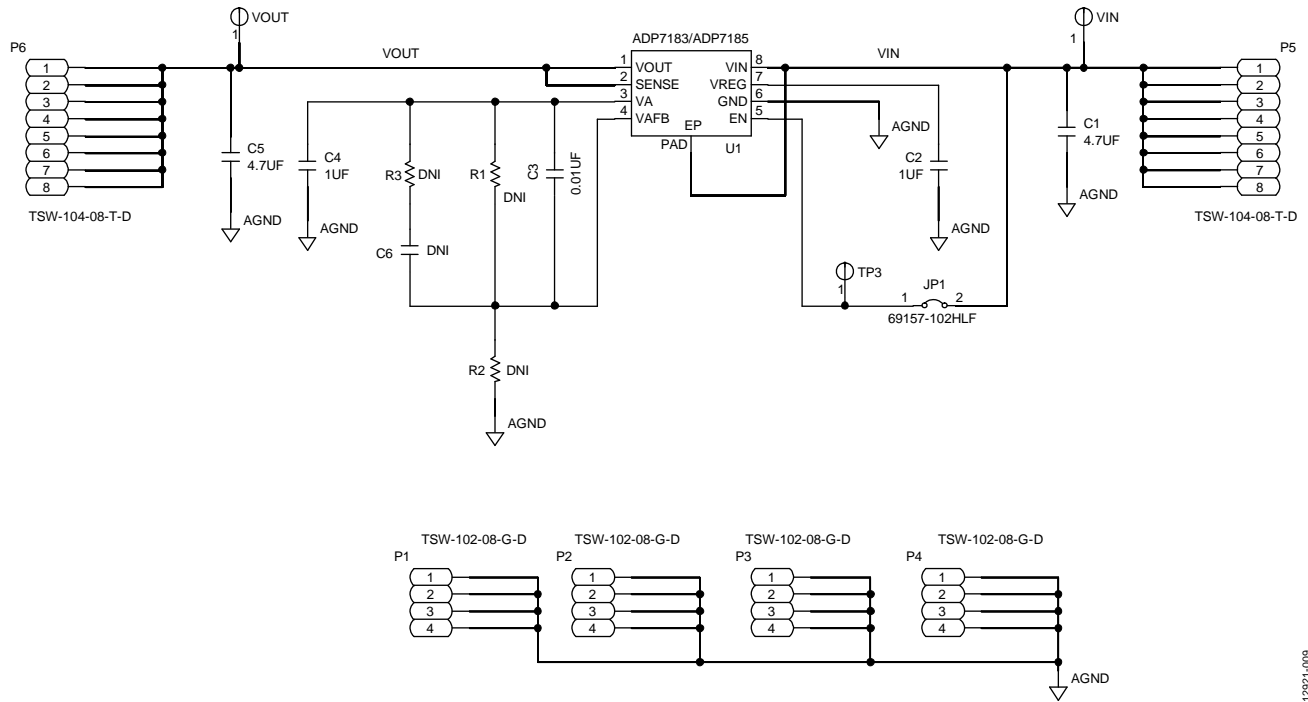 VOUT
1
VIN
1
P6
1
2
3
4
5
6
7
8
TSW-104-08-T-D
VOUT
C5
4.7UF
AGND
C4
1UF
AGND
R3
DNI
C6
DNI
R1
DNI
C3
0.01UF
R2
DNI
AGND
ADP7183/ADP7185
1
2
3
4
VOUT
SENSE
VA
VAFB
VIN
VREG
GND
EN
8
7
6
5
EP
PAD
U1
VIN
AGND
C2
1UF
AGND
C1
4.7UF
AGND
TP3
1
JP1
1
2
69157-102HLF
P5
1
2
3
4
5
6
7
8
TSW-104-08-T-D
TSW-102-08-G-D
P1
1
2
3
4
TSW-102-08-G-D
P2
1
2
3
4
TSW-102-08-G-D
P3
1
2
3
4
TSW-102-08-G-D
P4
1
2
3
4
AGND
12921-009